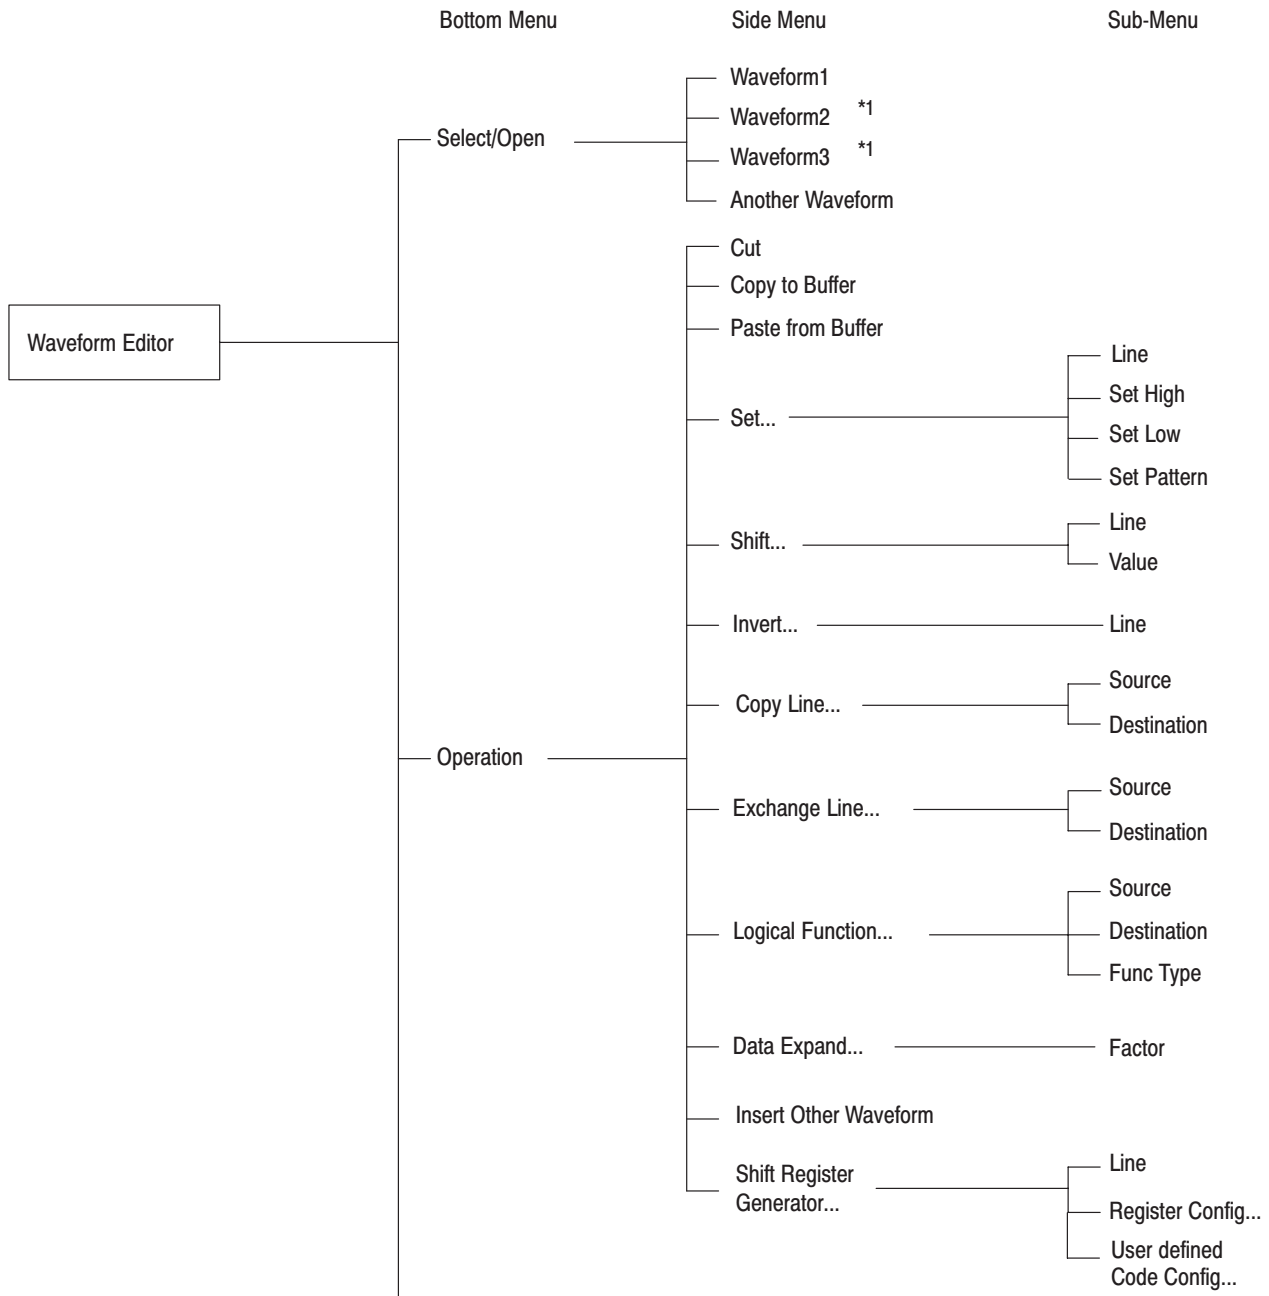 Bottom Menu Side Menu Sub-Menu
Waveform1
Waveform2 *1
Select/Open
Waveform3 *1
Another Waveform
Cut
Copy to Buffer
Paste from Buffer
Waveform Editor
Line
Set High
Set...
Set Low
Set Pattern
Line
Shift...
Value
Invert... Line
Source
Copy Line...
Destination
Operation
Source
Exchange Line...
Destination
Source
Logical Function... Destination
Func Type
Data Expand... Factor
Insert Other Waveform
Line
Shift Register
Generator...
Register Config...
User defined
Code Config...